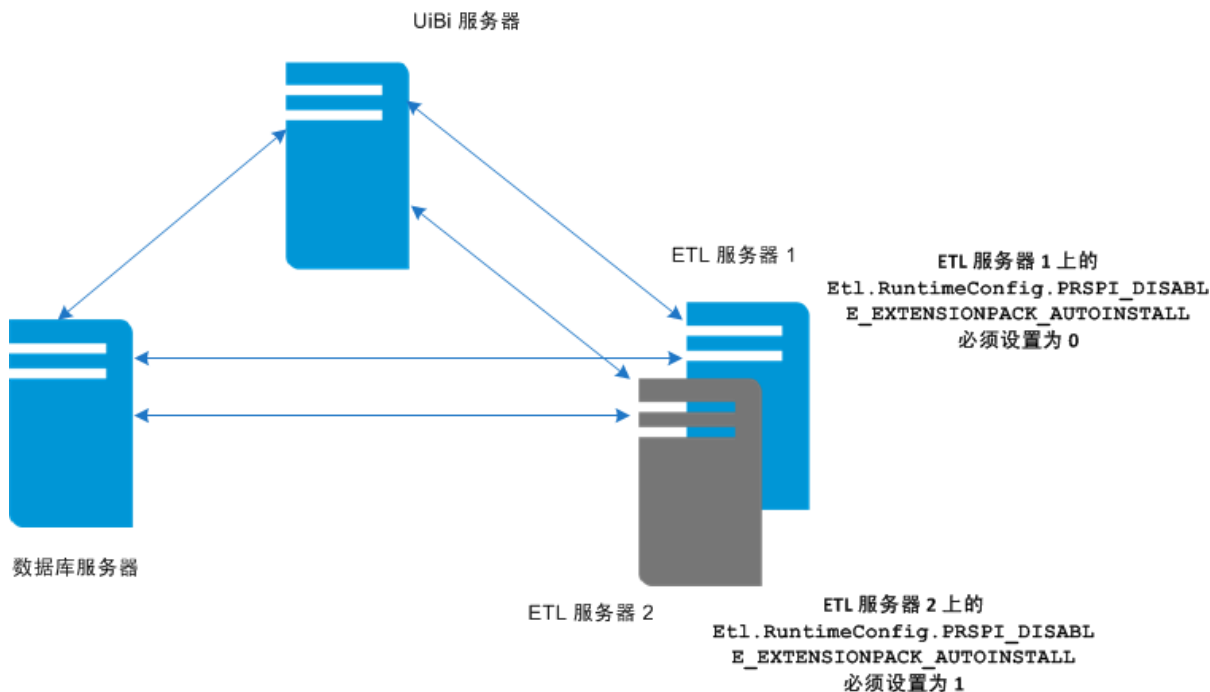 UiBi 服务器
ETL 服务器 1
ETL 服务器 1 上的
Etl.RuntimeConfig.PRSPI_DISABL
E_EXTENSIONPACK_AUTOINSTALL
必须设置为 0
数据库服务器
ETL 服务器 2
ETL 服务器 2 上的
Etl.RuntimeConfig.PRSPI_DISABL
E_EXTENSIONPACK_AUTOINSTALL
必须设置为 1